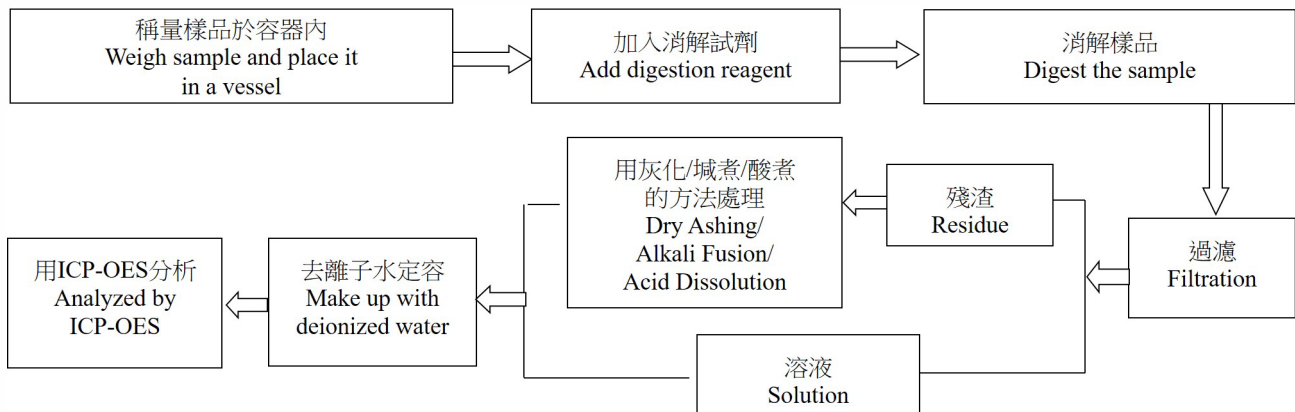 稱量樣品於容器內
Weigh sample and place it
in a vessel
加入消解試劑
Add digestion reagent
消解樣品
Digest the sample
過濾
Filtration
殘渣
Residue
用灰化/堿煮/酸煮
的方法處理
Dry Ashing/
Alkali Fusion/
Acid Dissolution
溶液
Solution
去離子水定容
Make up with
deionized water
用ICP-OES分析
Analyzed by
ICP-OES